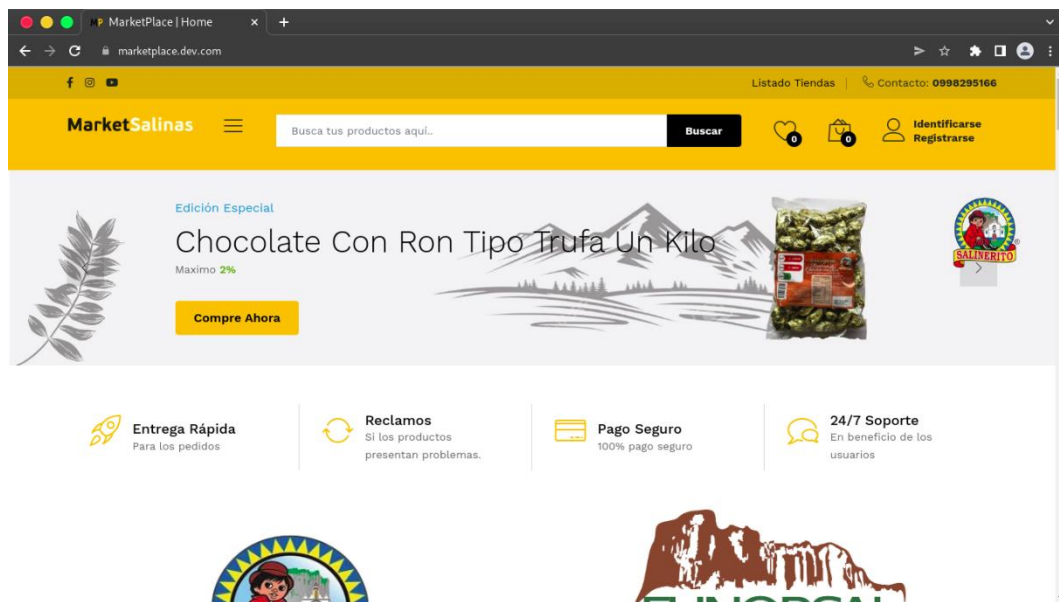 MP MarketPlace | Home
marketplace.dev.com
Listado Tiendas | Contacto: 0998295166
MarketSalinas
Busca tus productos aquí..
Buscar
0
0
Identificarse
Registrarse
Edición Especial
Chocolate Con Ron Tipo Trufa Un Kilo
Maximo 2%
Compre Ahora
SALINERITO
Entrega Rápida
Para los pedidos
Reclamos
Si los productos
presentan problemas.
Pago Seguro
100% pago seguro
24/7 Soporte
En beneficio de los
usuarios